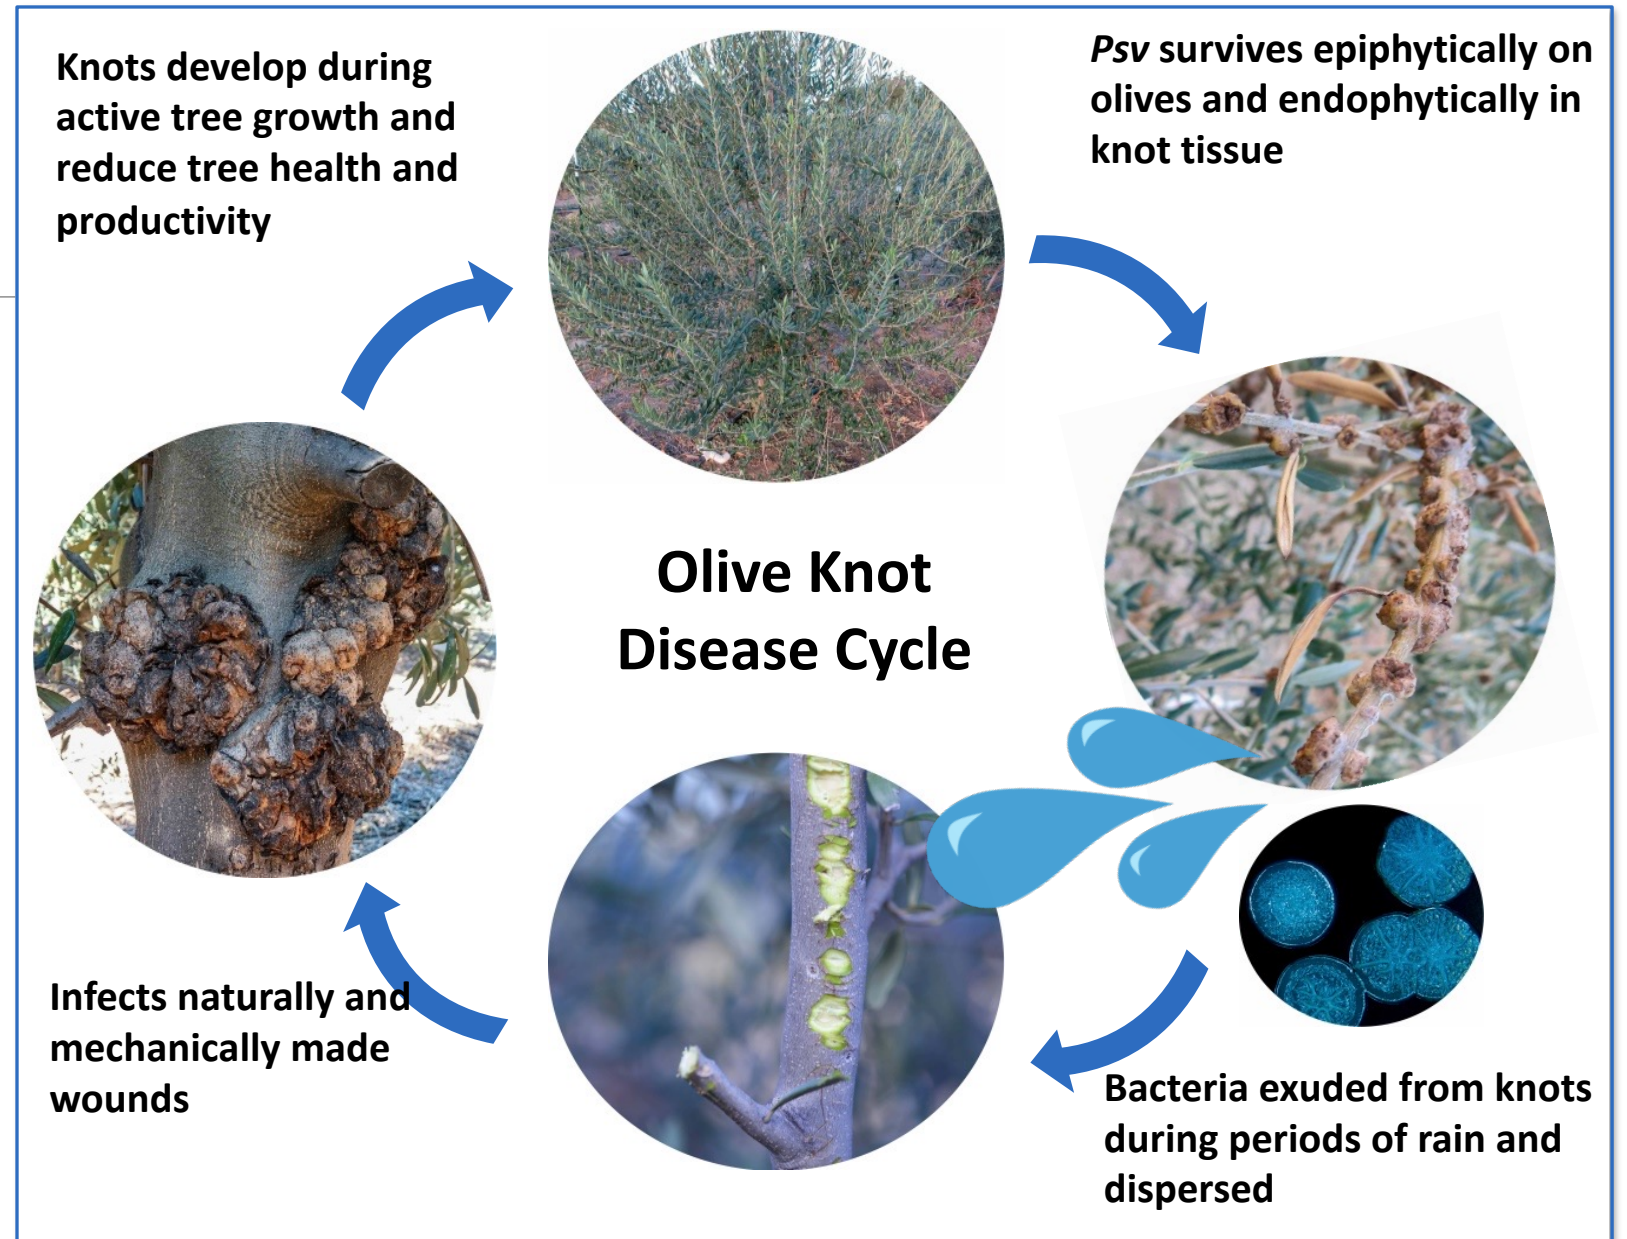 Knots develop during
active tree growth and
reduce tree health and
productivity
Psv survives epiphytically on
olives and endophytically in
knot tissue
Olive Knot
Disease Cycle
Infects naturally and
mechanically made
wounds
Bacteria exuded from knots
during periods of rain and
dispersed